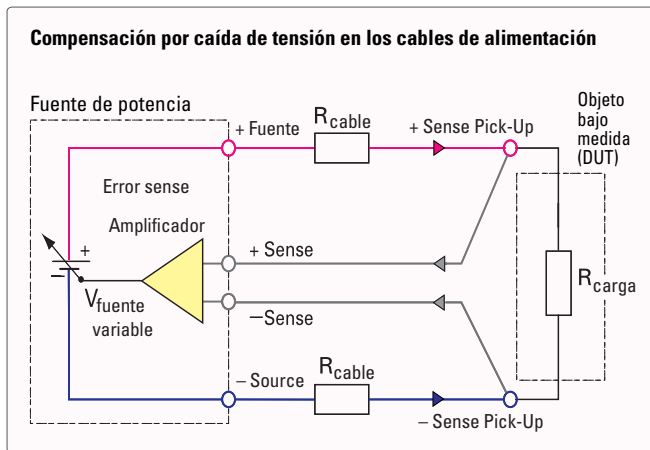 Compensación por caída de tensión en los cables de alimentación
Fuente de potencia
+ Fuente
Rcable
+ Sense Pick-Up
Objeto
bajo
medida
(DUT)
Error sense
Amplificador
+
−
Vfuente
variable
+ Sense
−Sense
Rcarga
− Source
Rcable
− Sense Pick-Up